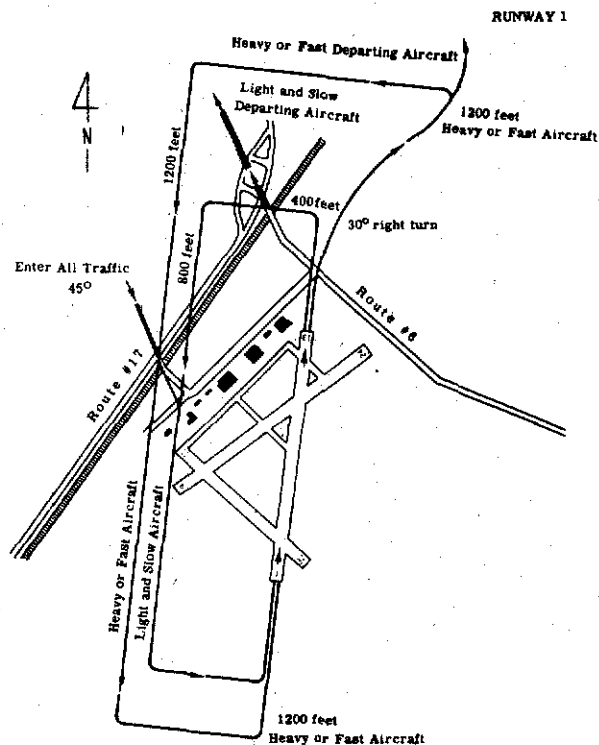 RUNWAY 1
Heavy or Fast Departing Aircraft
Light and Slow
Departing Aircraft
1200 feet
Heavy or Fast Aircraft
N
1200 feet
400 feet
30° right turn
800 feet
Enter All Traffic
45°
Route #6
Route #17
Heavy or Fast Aircraft
Light and Slow Aircraft
1200 feet
Heavy or Fast Aircraft